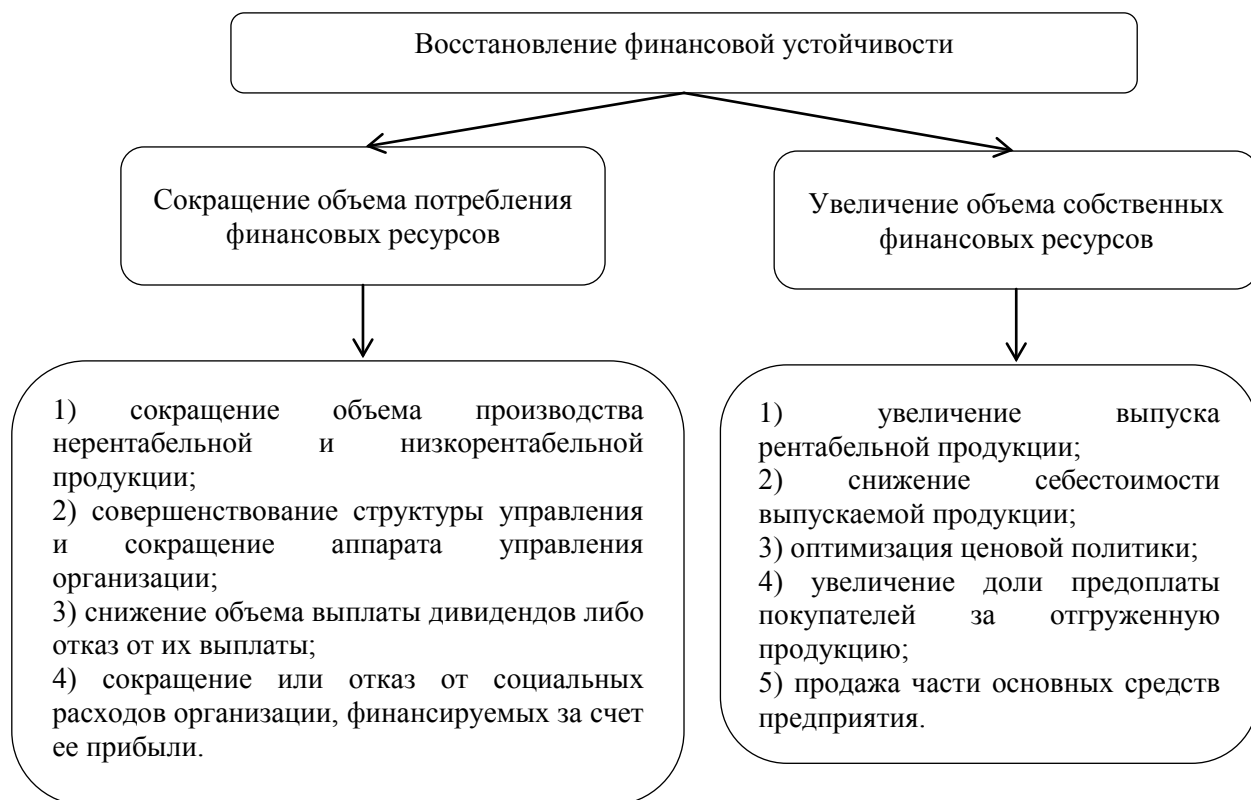 Восстановление финансовой устойчивости
Сокращение объема потребления
финансовых ресурсов
Увеличение объема собственных
финансовых ресурсов
1) сокращение объема производства
нерентабельной и низкорентабельной
продукции;
2) совершенствование структуры управления
и сокращение аппарата управления
организации;
3) снижение объема выплаты дивидендов либо
отказ от их выплаты;
4) сокращение или отказ от социальных
расходов организации, финансируемых за счет
ее прибыли.
1) увеличение выпуска
рентабельной продукции;
2) снижение себестоимости
выпускаемой продукции;
3) оптимизация ценовой политики;
4) увеличение доли предоплаты
покупателей за отгруженную
продукцию;
5) продажа части основных средств
предприятия.